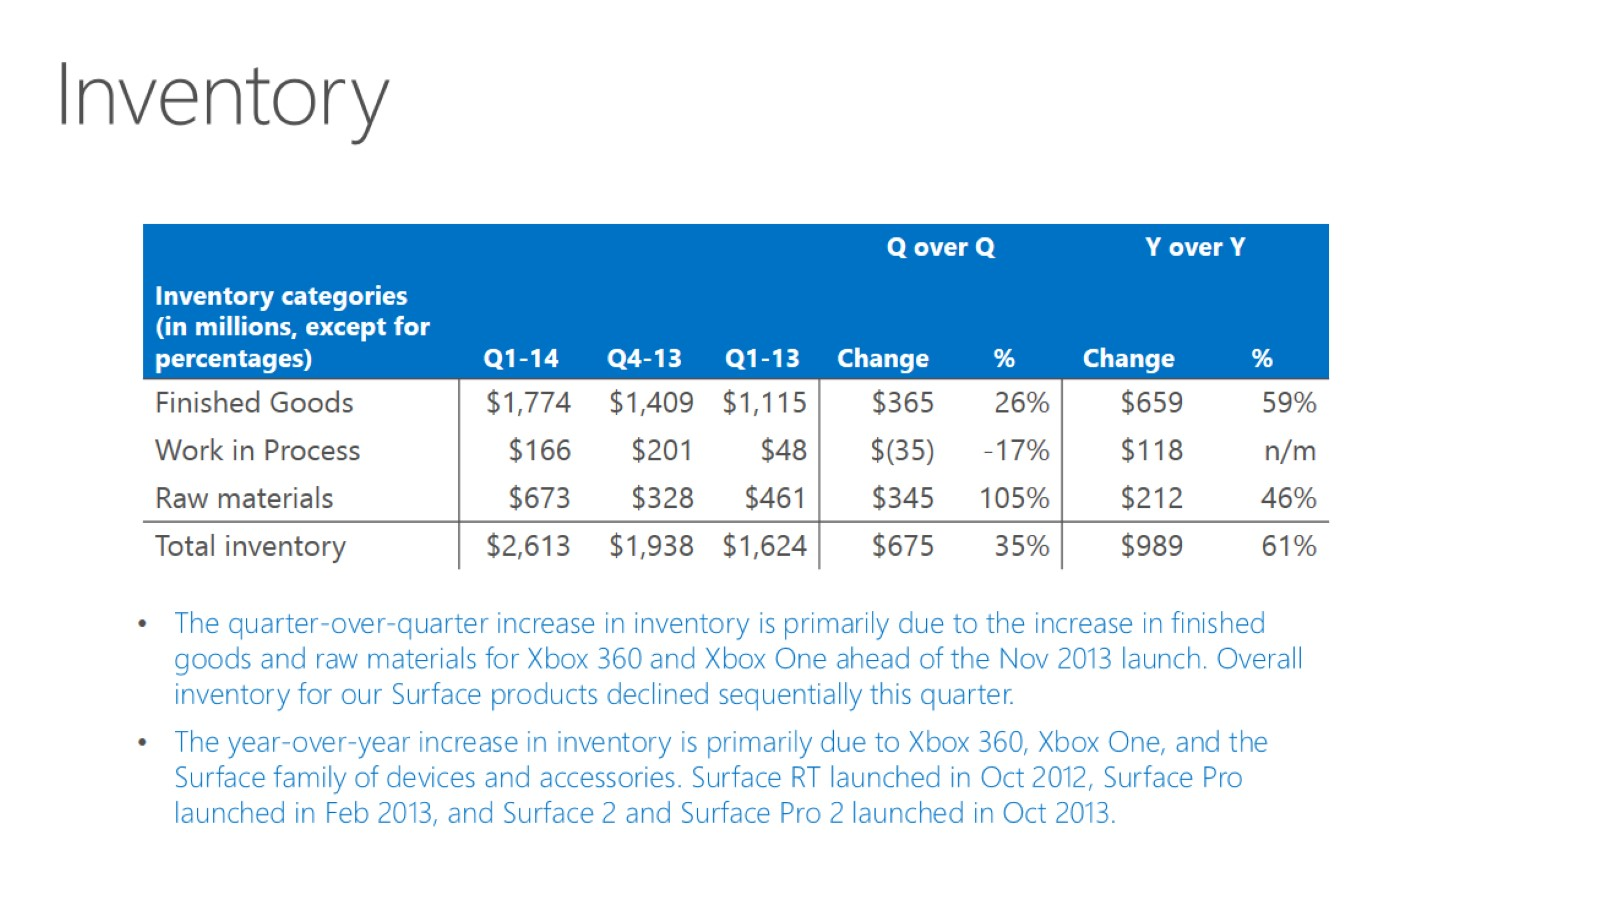 Inventory
Q over Q Y over Y
Inventory categories
(in millions, except for
percentages) Q1-14 Q4-13 Q1-13 Change % Change %
Finished Goods $1,774 $1,409 $1,115 $365 26% $659 59%
Work in Process $166 $201 $48 $(35) -17% $118 n/m
Raw materials $673 $328 $461 $345 105% $212 46%
Total inventory $2,613 $1,938 $1,624 $675 35% $989 61%
• The quarter-over-quarter increase in inventory is primarily due to the increase in finished
goods and raw materials for Xbox 360 and Xbox One ahead of the Nov 2013 launch. Overall
inventory for our Surface products declined sequentially this quarter.
• The year-over-year increase in inventory is primarily due to Xbox 360, Xbox One, and the
Surface family of devices and accessories. Surface RT launched in Oct 2012, Surface Pro
launched in Feb 2013, and Surface 2 and Surface Pro 2 launched in Oct 2013.